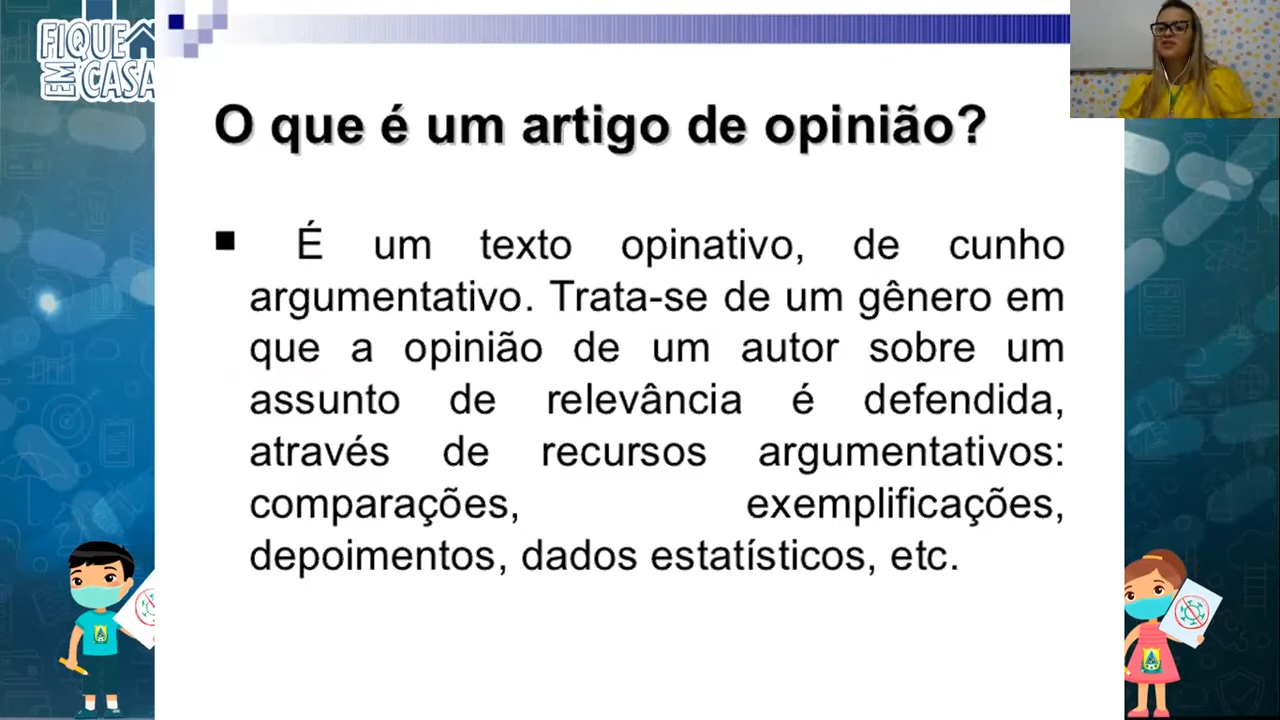 FIQUE
EM
CASA
O que é um artigo de opinião?
É um texto opinativo, de cunho
argumentativo. Trata-se de um gênero em
que a opinião de um autor sobre um
assunto de relevância é defendida,
através de recursos argumentativos:
comparações, exemplificações,
depoimentos, dados estatísticos, etc.